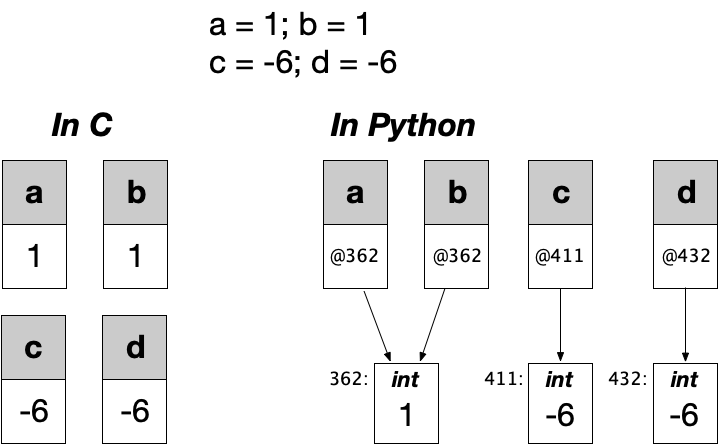 a = 1; b = 1
c = -6; d = -6
In C
In Python
a b
1 1
c d
-6 -6
a b c d
@362 @362 @411 @432
362: int 411: int 432: int
1 -6 -6